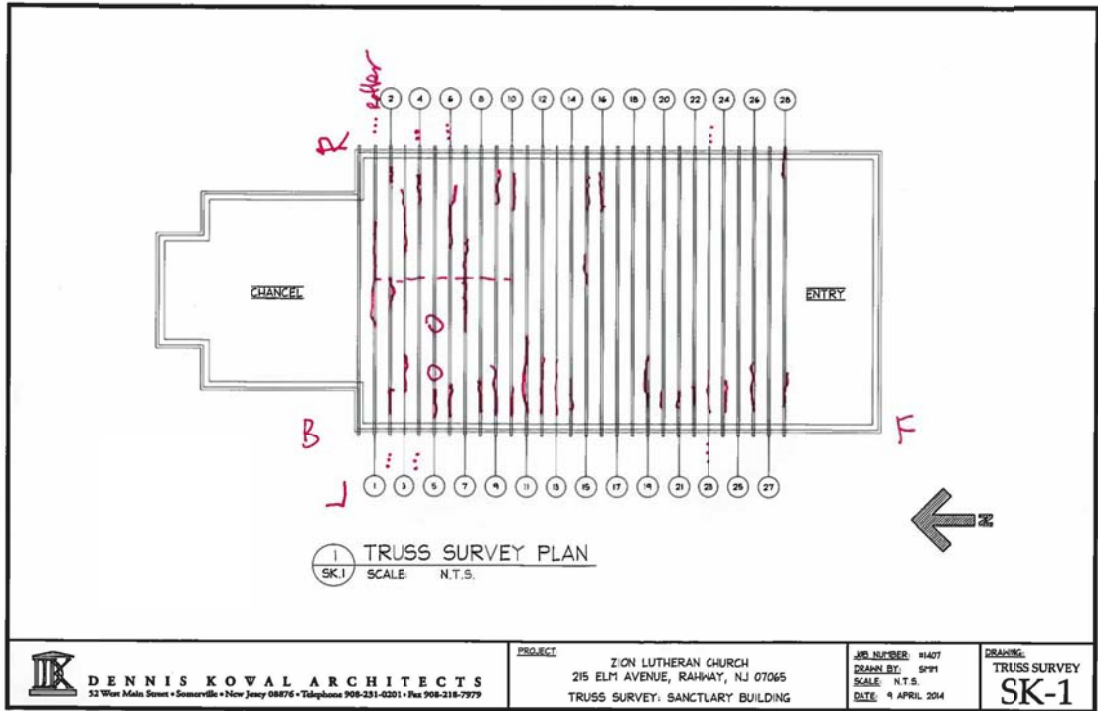 Rafter
R
2 4 6 8 10 12 14 16 18 20 22 24 26 28
CHANCEL
ENTRY
B
F
L
1 3 5 7 9 11 13 15 17 19 21 23 25 27
N
1
SK.1
TRUSS SURVEY PLAN
SCALE: N.T.S.
DENNIS KOVAL ARCHITECTS
52 West Main Street • Somerville • New Jersey 08876 • Telephone 908-231-0201 • Fax 908-218-7979
PROJECT
ZION LUTHERAN CHURCH
215 ELM AVENUE, RAHWAY, NJ 07065
TRUSS SURVEY: SANCTUARY BUILDING
JOB NUMBER: #1407
DRAWN BY: SMM
SCALE: N.T.S.
DATE: 9 APRIL 2014
DRAWING:
TRUSS SURVEY
SK-1